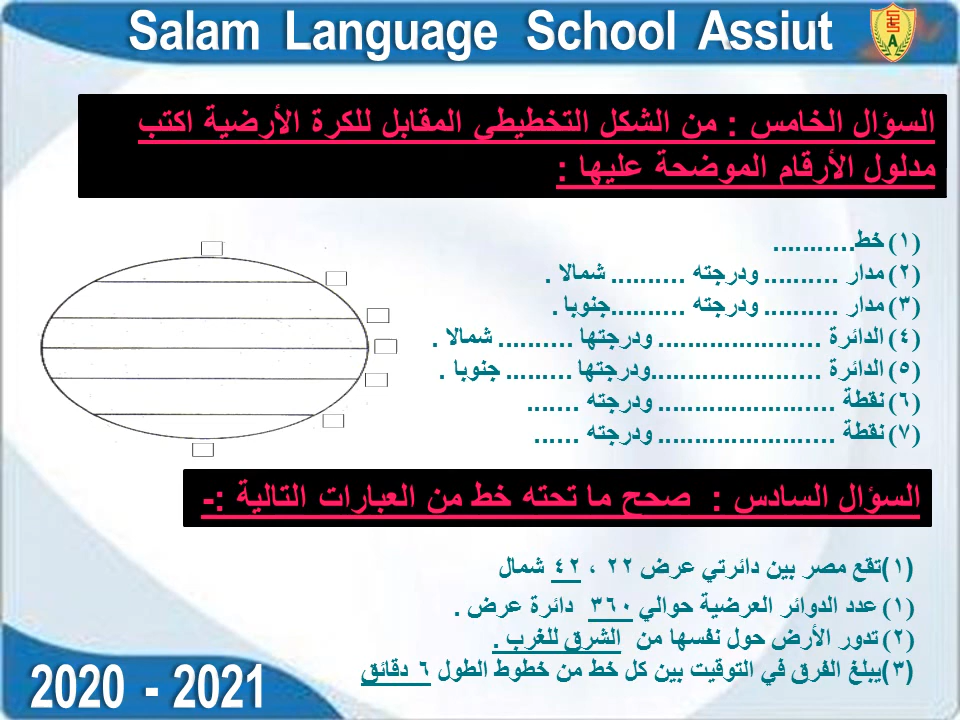 Salam Language School Assiut
السؤال الخامس : من الشكل التخطيطي المقابل للكرة الأرضية اكتب
مدلول الأرقام الموضحة عليها :
(١) خط...........
(٢) مدار .......... ودرجته .......... شمالا .
(٣) مدار .......... ودرجته ..........جنوبا .
(٤) الدائرة ...................... ودرجتها .......... شمالا .
(٥) الدائرة .......................ودرجتها ......... جنوبا .
(٦) نقطة ........................ ودرجته .......
(٧) نقطة ........................ ودرجته ......
السؤال السادس : صحح ما تحته خط من العبارات التالية :-
(١)تقع مصر بين دائرتي عرض ٢٢ ، ٤٢ شمال
(١) عدد الدوائر العرضية حوالي ٣٦٠ دائرة عرض .
(٢) تدور الأرض حول نفسها من الشرق للغرب .
(٣)يبلغ الفرق في التوقيت بين كل خط من خطوط الطول ٦ دقائق
2020 - 2021